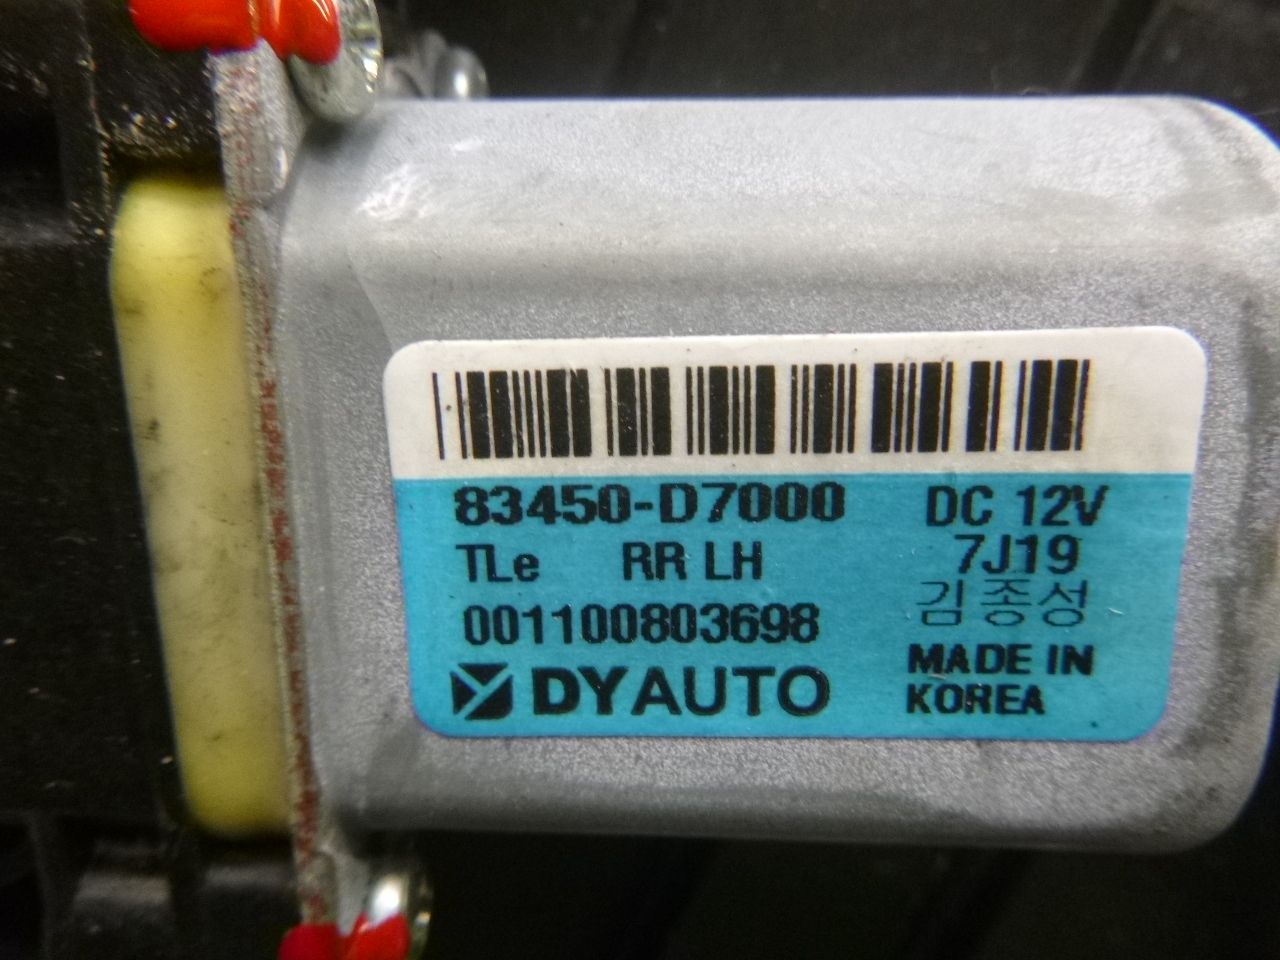 83450-D7000 DC 12V
TLe RR LH 7J19
001100803698 김종성
DYAUTO MADE IN
KOREA